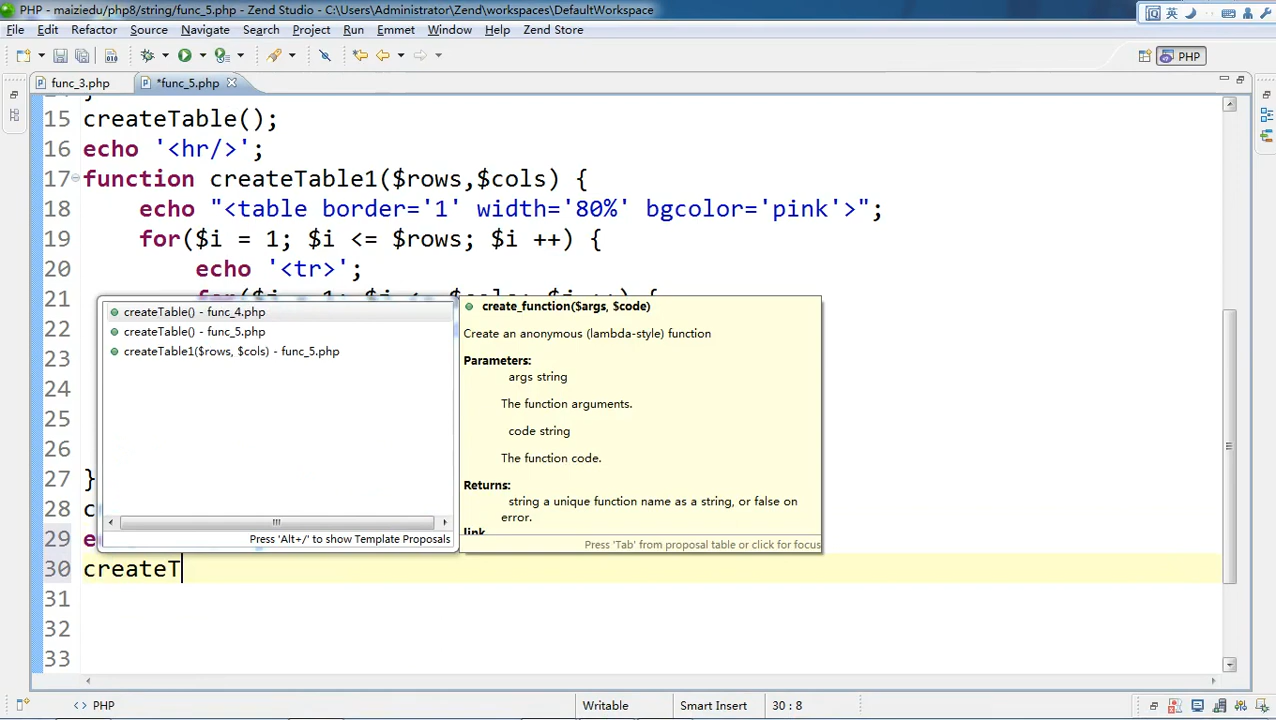 PHP - maiziedu/php8/string/func_5.php - Zend Studio - C:\Users\Administrator\Zend\workspaces\DefaultWorkspace
英
File Edit Refactor Source Navigate Search Project Run Emmet Window Help Zend Store
PHP
func_3.php *func_5.php
15 createTable();
16 echo '<hr/>';
17 function createTable1($rows,$cols) {
18 echo "<table border='1' width='80%' bgcolor='pink'>";
19 for($i = 1; $i <= $rows; $i ++) {
20 echo '<tr>';
21
22
23
24
25
26
27 }
28 c
29 e
30 createT
31
32
33
createTable() - func_4.php
createTable() - func_5.php
createTable1($rows, $cols) - func_5.php
Press 'Alt+/' to show Template Proposals
create_function($args, $code)
Create an anonymous (lambda-style) function
Parameters:
args string
The function arguments.
code string
The function code.
Returns:
string a unique function name as a string, or false on
error.
link
Press 'Tab' from proposal table or click for focus
<> PHP Writable Smart Insert 30 : 8